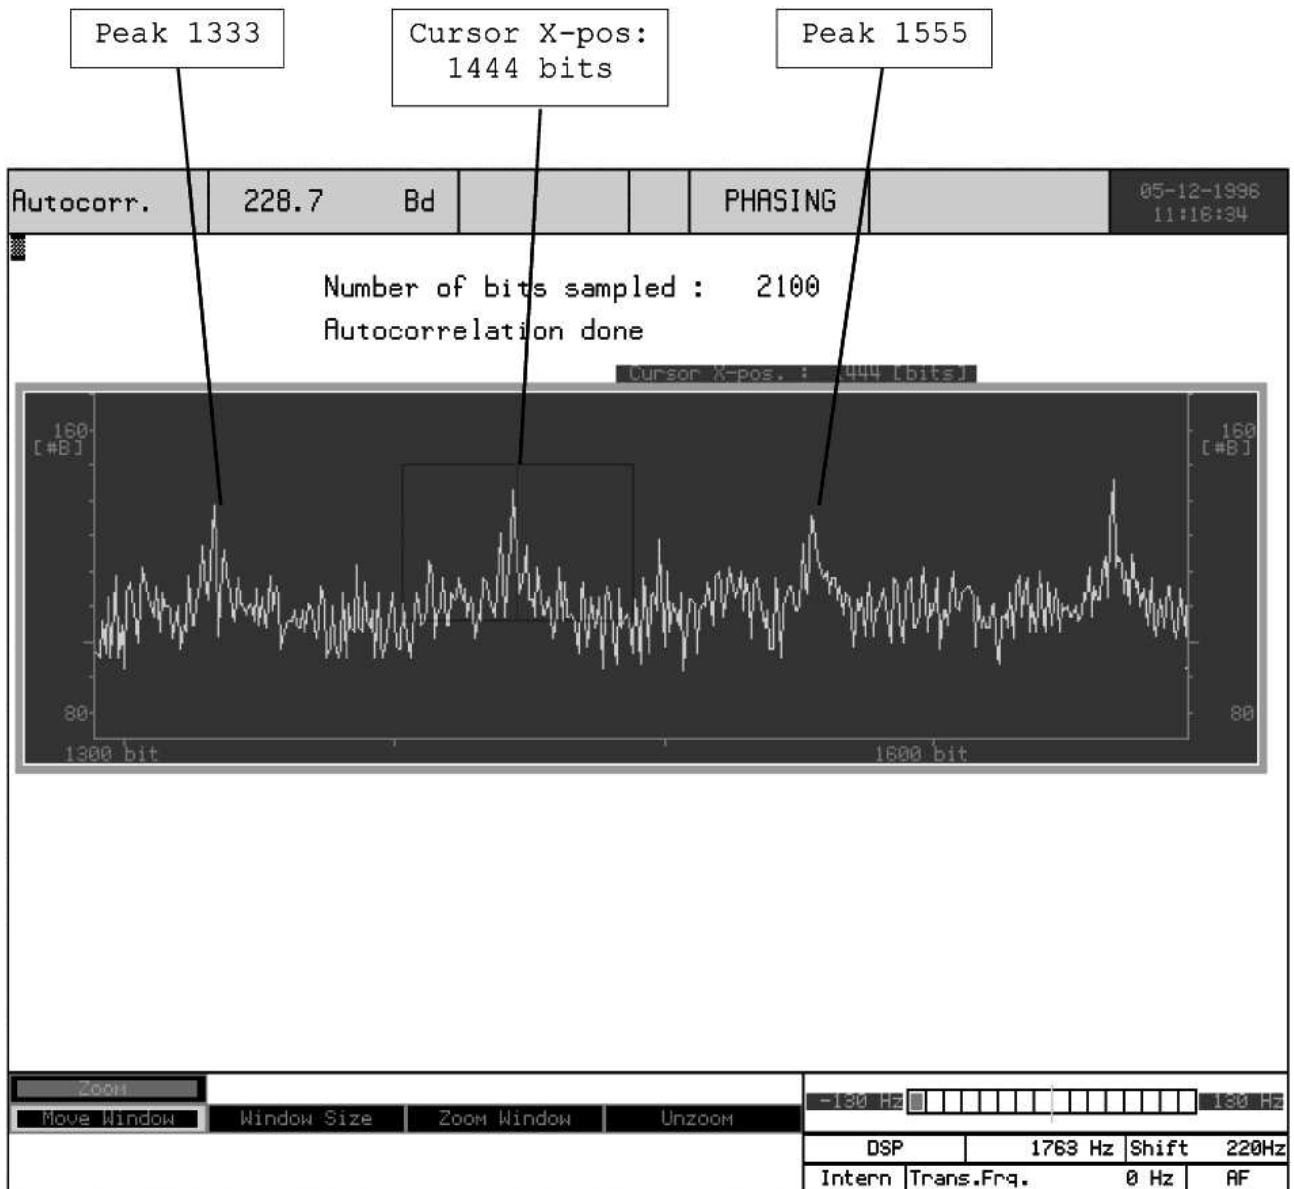 Peak 1333
Cursor X-pos:
1444 bits
Peak 1555
Autocorr. 228.7 Bd PHASING 05-12-1996
11:16:34
Number of bits sampled : 2100
Autocorrelation done
Cursor X-pos. : 1444 [bits]
160 160
[#B] [#B]
80 80
1300 bit 1600 bit
Zoom
Move Window Window Size Zoom Window Unzoom
-130 Hz 130 Hz
DSP 1763 Hz Shift 220Hz
Intern Trans.Frq. 0 Hz AF